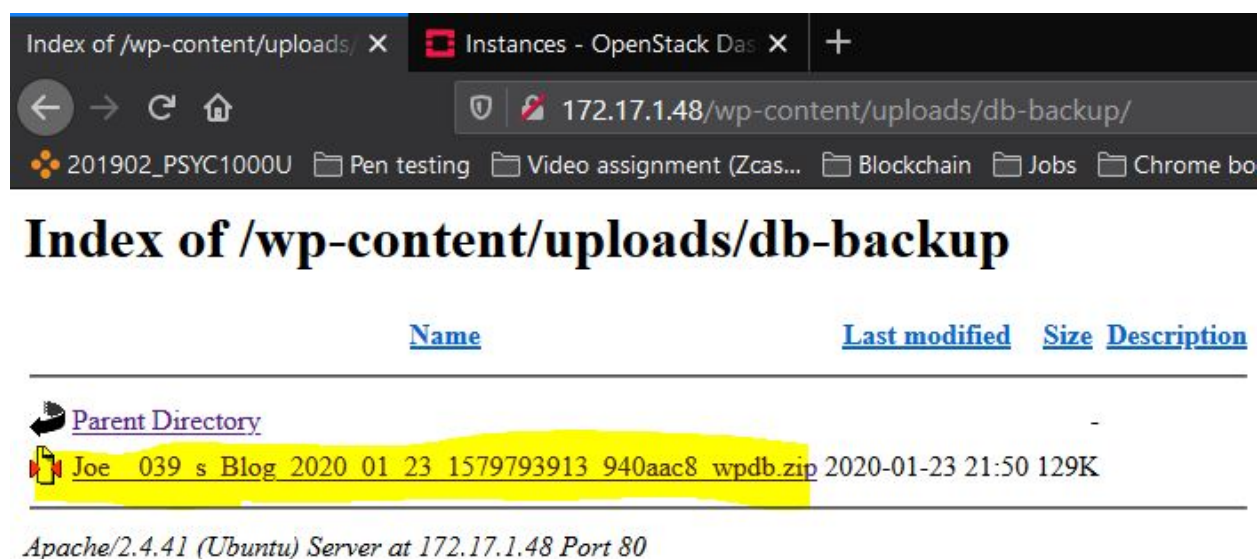 Index of /wp-content/uploads/ Instances - OpenStack Das
172.17.1.48/wp-content/uploads/db-backup/
201902_PSYC1000U Pen testing Video assignment (Zcas... Blockchain Jobs Chrome bo
Index of /wp-content/uploads/db-backup
Name Last modified Size Description
Parent Directory -
Joe__039_s_Blog_2020_01_23_1579793913_940aac8_wpdb.zip 2020-01-23 21:50 129K
Apache/2.4.41 (Ubuntu) Server at 172.17.1.48 Port 80